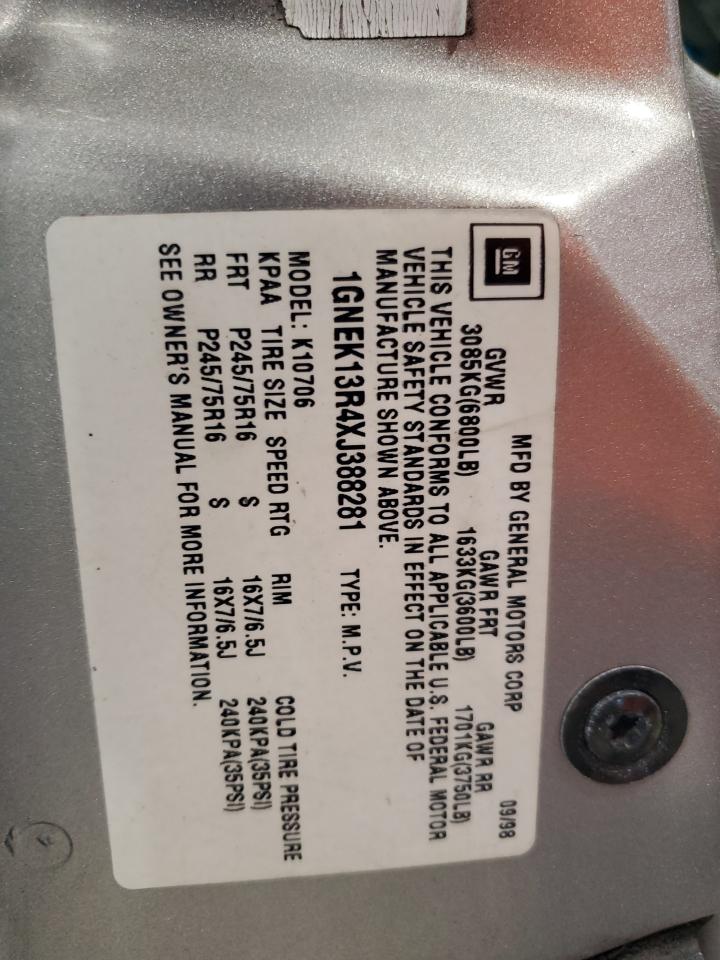 GM
MFD BY GENERAL MOTORS CORP 09/98
GVWR GAWR FRT GAWR RR
3085KG(6800LB) 1633KG(3600LB) 1701KG(3750LB)
THIS VEHICLE CONFORMS TO ALL APPLICABLE U.S. FEDERAL MOTOR
VEHICLE SAFETY STANDARDS IN EFFECT ON THE DATE OF
MANUFACTURE SHOWN ABOVE.
1GNEK13R4XJ388281 TYPE: M.P.V.
MODEL: K10706
KPAA TIRE SIZE SPEED RTG RIM COLD TIRE PRESSURE
FRT P245/75R16 S 16X7/6.5J 240KPA(35PSI)
RR P245/75R16 S 16X7/6.5J 240KPA(35PSI)
SEE OWNER'S MANUAL FOR MORE INFORMATION.